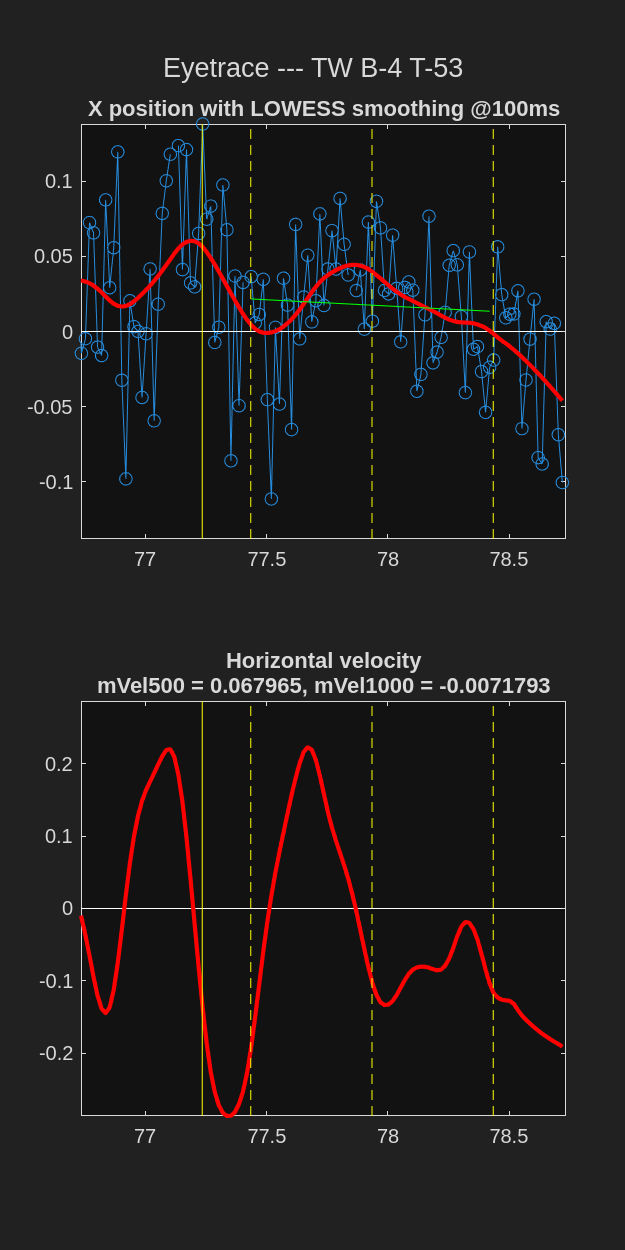 Eyetrace --- TW B-4 T-53
X position with LOWESS smoothing @100ms
0.1
0.05
0
-0.05
-0.1
77 77.5 78 78.5
Horizontal velocity
mVel500 = 0.067965, mVel1000 = -0.0071793
0.2
0.1
0
-0.1
-0.2
77 77.5 78 78.5